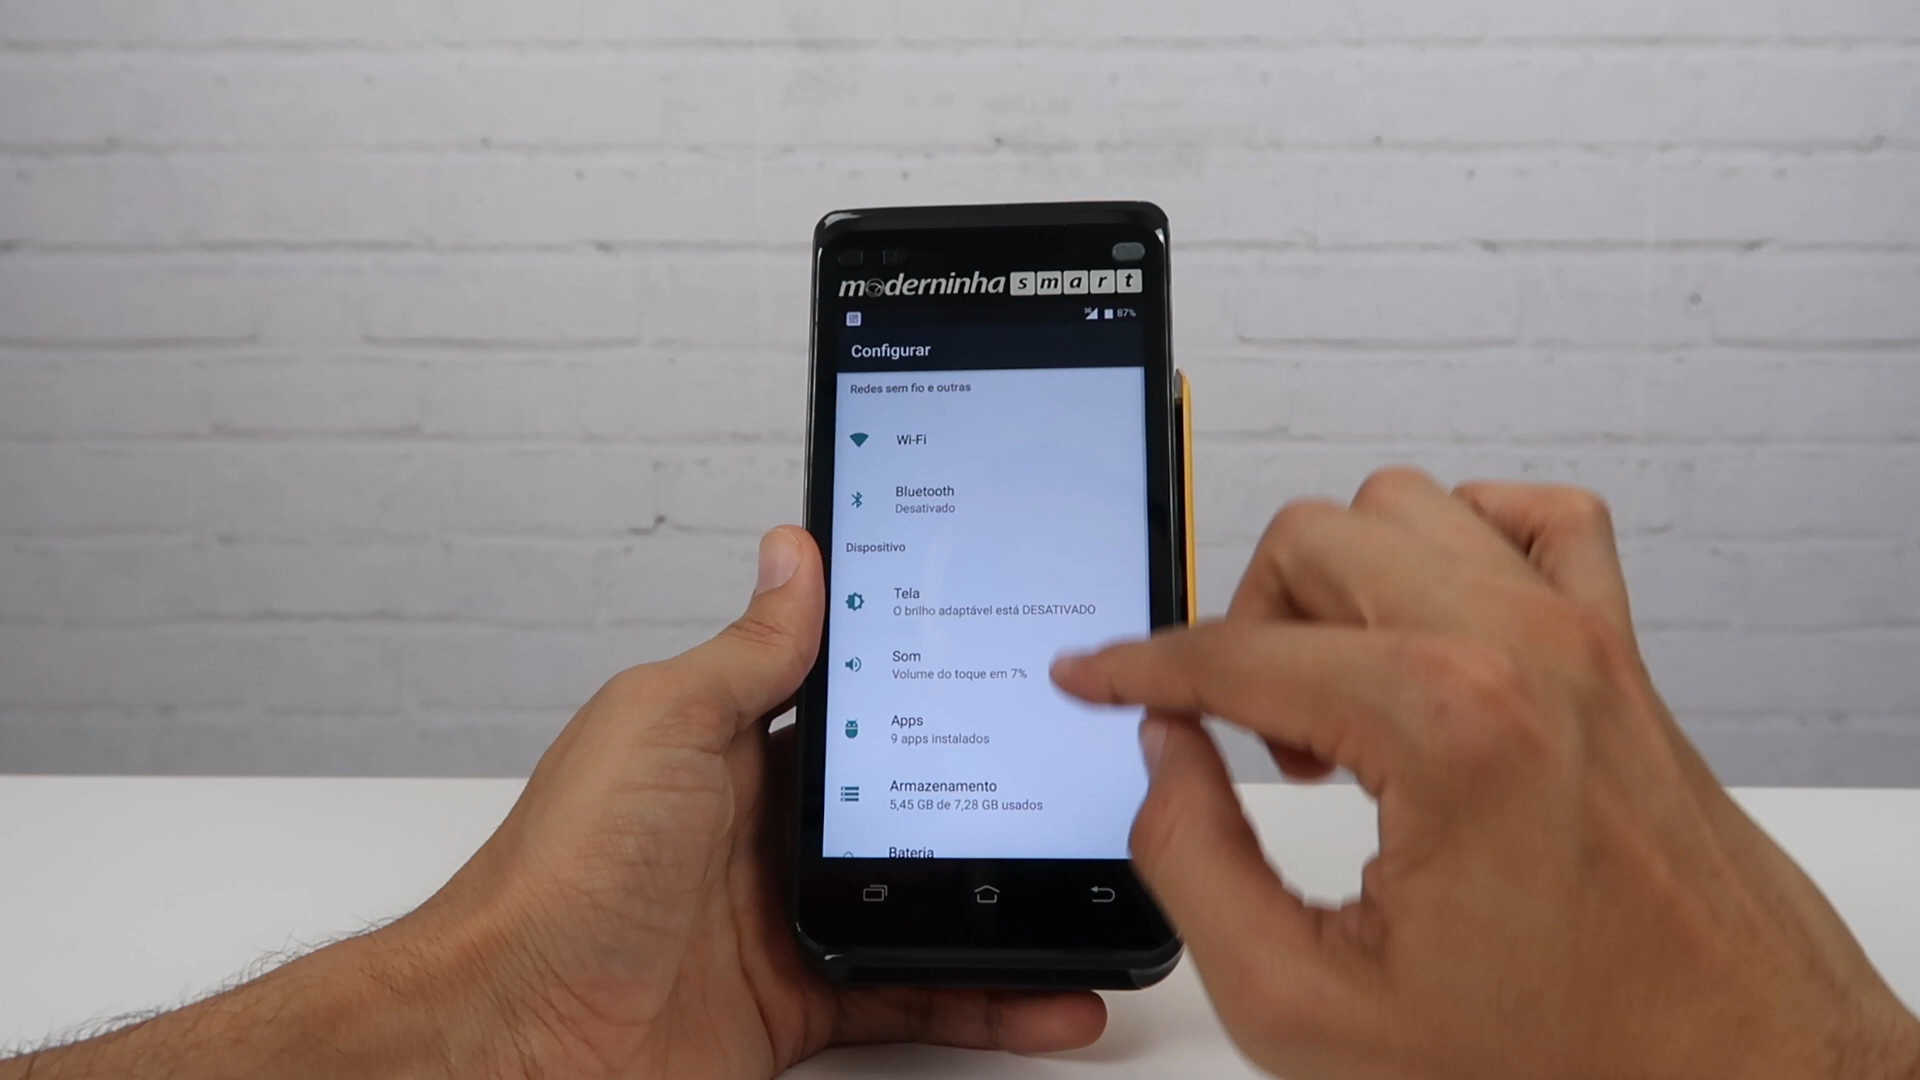 moderninha smart
3G 87%
Configurar
Redes sem fio e outras
Wi-Fi
Bluetooth
Desativado
Dispositivo
Tela
O brilho adaptável está DESATIVADO
Som
Volume do toque em 7%
Apps
9 apps instalados
Armazenamento
5,45 GB de 7,28 GB usados
Bateria